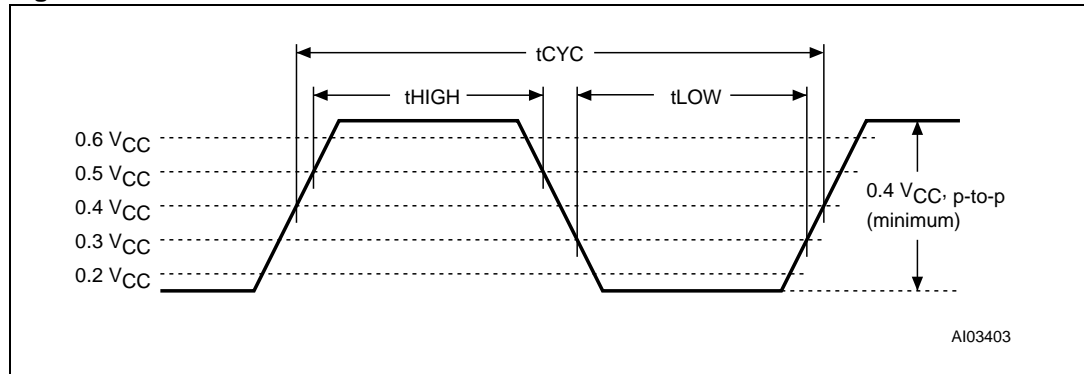 tCYC
tHIGH
tLOW
0.6 VCC
0.5 VCC
0.4 VCC
0.3 VCC
0.2 VCC
0.4 VCC, p-to-p
(minimum)
AI03403